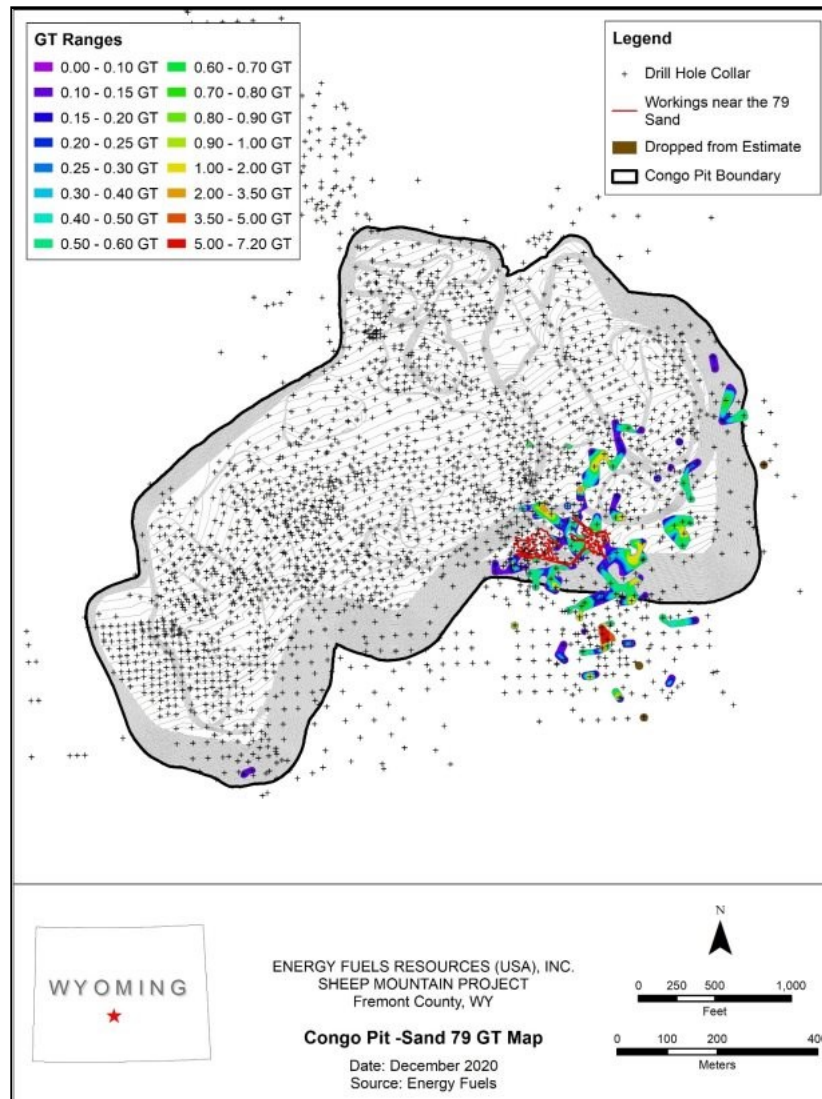 GT Ranges
0.00 - 0.10 GT
0.10 - 0.15 GT
0.15 - 0.20 GT
0.20 - 0.25 GT
0.25 - 0.30 GT
0.30 - 0.40 GT
0.40 - 0.50 GT
0.50 - 0.60 GT
0.60 - 0.70 GT
0.70 - 0.80 GT
0.80 - 0.90 GT
0.90 - 1.00 GT
1.00 - 2.00 GT
2.00 - 3.50 GT
3.50 - 5.00 GT
5.00 - 7.20 GT
Legend
Drill Hole Collar
Workings near the 79
Sand
Dropped from Estimate
Congo Pit Boundary
WYOMING
ENERGY FUELS RESOURCES (USA), INC.
SHEEP MOUNTAIN PROJECT
Fremont County, WY
Congo Pit -Sand 79 GT Map
Date: December 2020
Source: Energy Fuels
N
0 250 500 1,000
Feet
0 100 200 400
Meters